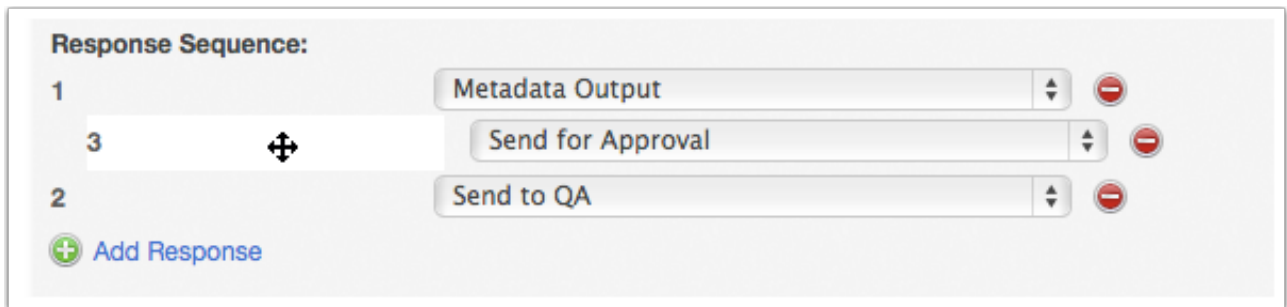 Response Sequence:
1 Metadata Output
3 Send for Approval
2 Send to QA
Add Response